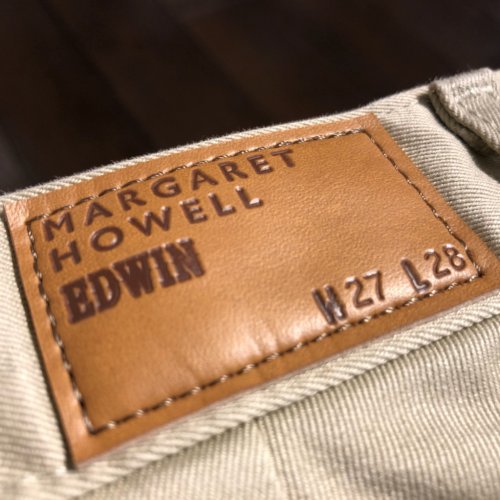 MARGARET
HOWELL
EDWIN
W27 L28